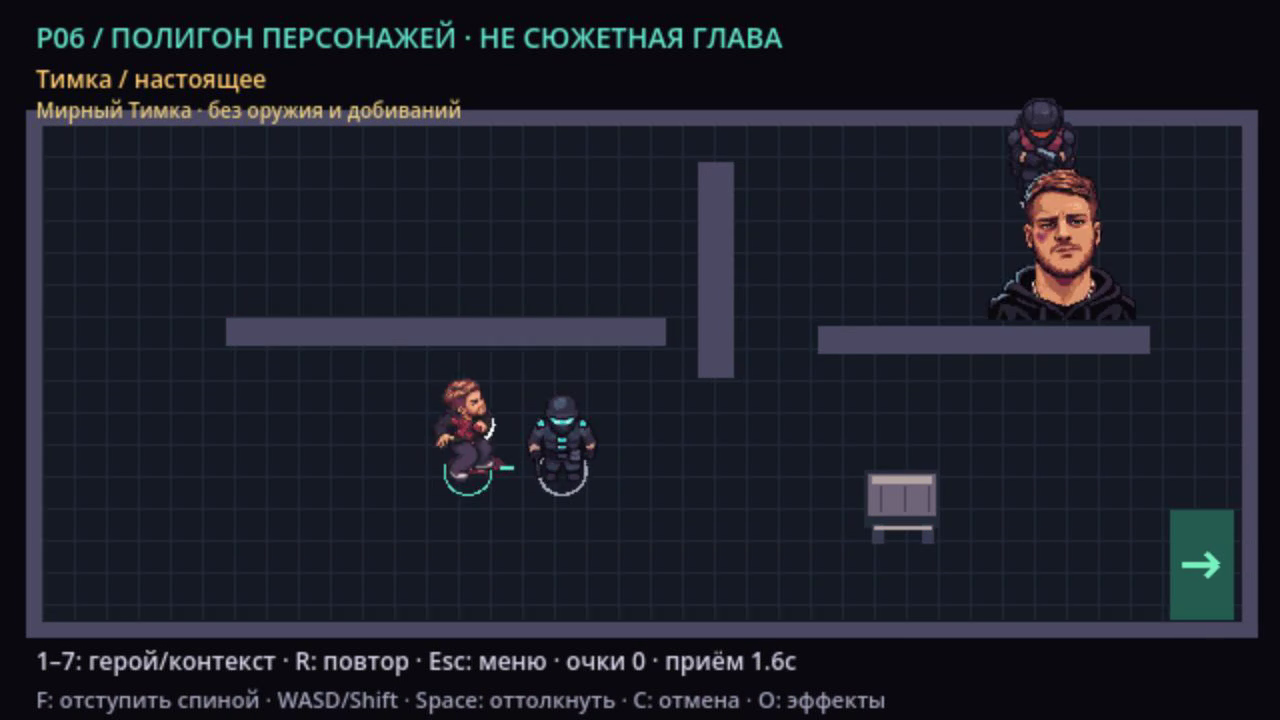 P06 / ПОЛИГОН ПЕРСОНАЖЕЙ · НЕ СЮЖЕТНАЯ ГЛАВА
Тимка / настоящее
Мирный Тимка · без оружия и добиваний
→
1–7: герой/контекст · R: повтор · Esc: меню · очки 0 · приём 1.6с
F: отступить спиной · WASD/Shift · Space: оттолкнуть · C: отмена · O: эффекты